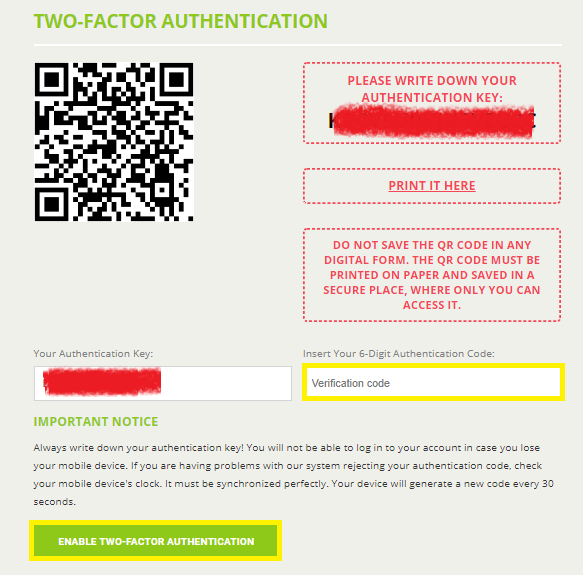 TWO-FACTOR AUTHENTICATION
PLEASE WRITE DOWN YOUR
AUTHENTICATION KEY:
PRINT IT HERE
DO NOT SAVE THE QR CODE IN ANY
DIGITAL FORM. THE QR CODE MUST BE
PRINTED ON PAPER AND SAVED IN A
SECURE PLACE, WHERE ONLY YOU CAN
ACCESS IT.
Your Authentication Key:
Insert Your 6-Digit Authentication Code:
Verification code
IMPORTANT NOTICE
Always write down your authentication key! You will not be able to log in to your account in case you lose
your mobile device. If you are having problems with our system rejecting your authentication code, check
your mobile device's clock. It must be synchronized perfectly. Your device will generate a new code every 30
seconds.
ENABLE TWO-FACTOR AUTHENTICATION